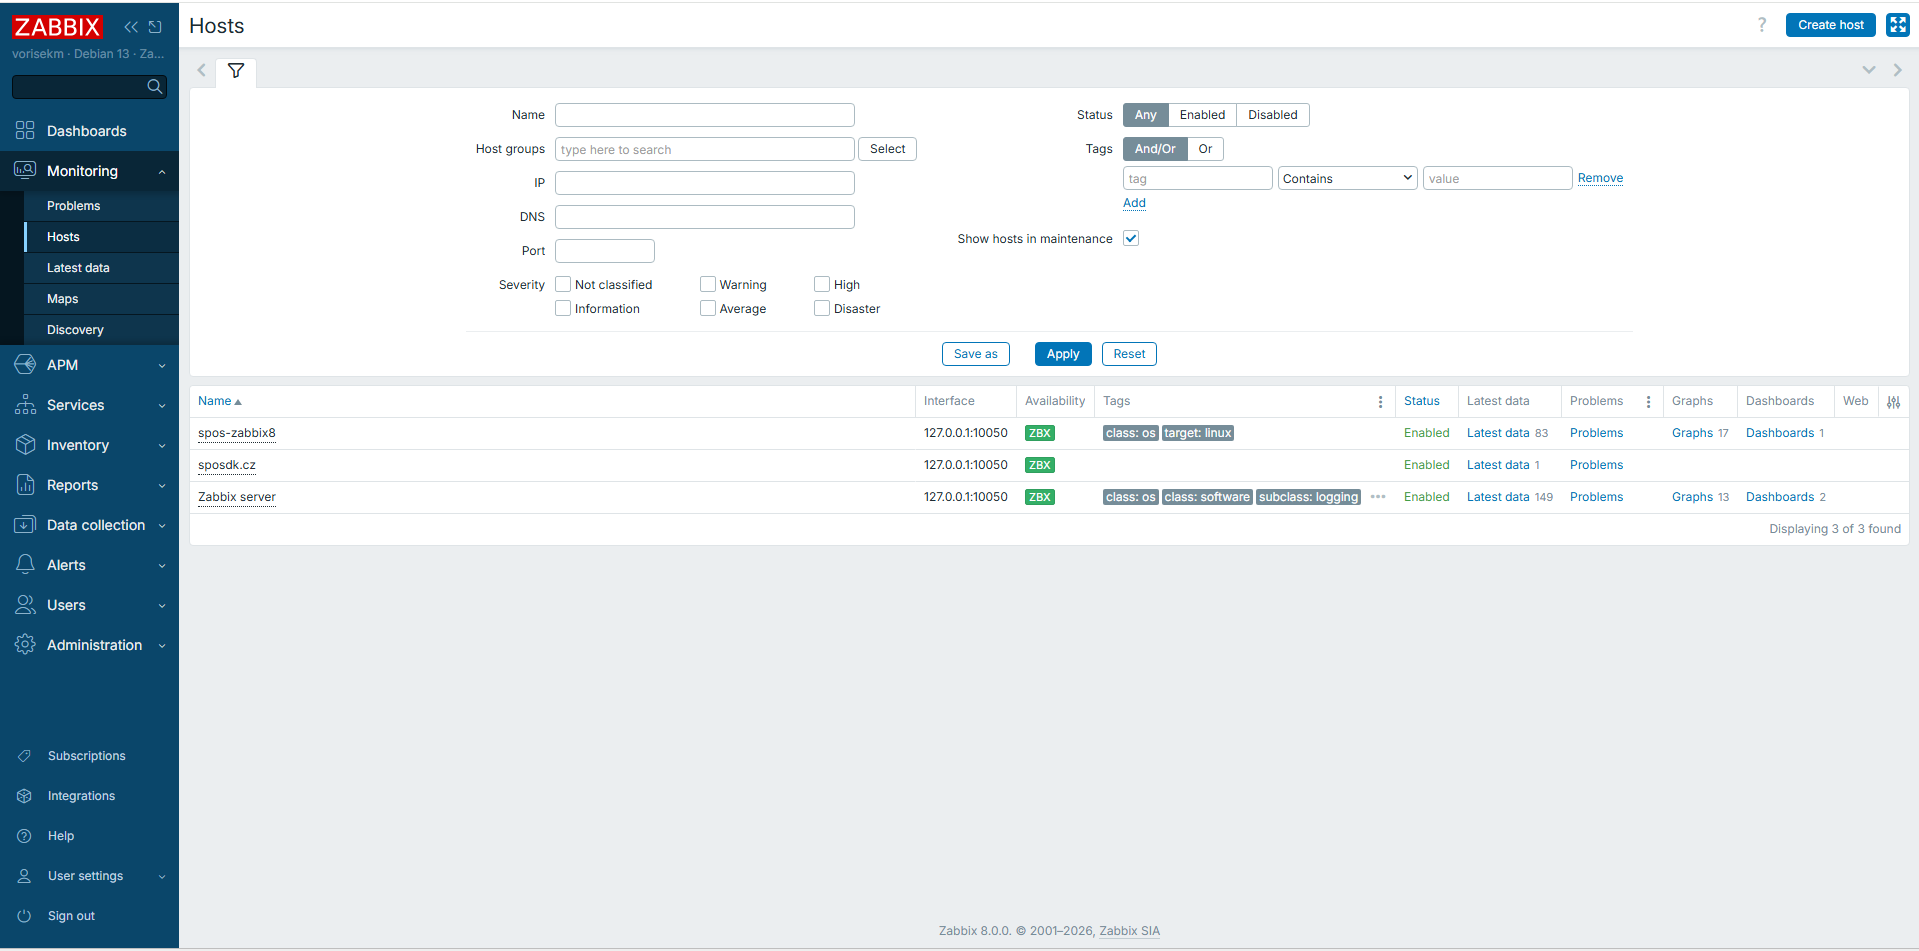 ZABBIX
vorisekm · Debian 13 · Za...
Dashboards
Monitoring
Problems
Hosts
Latest data
Maps
Discovery
APM
Services
Inventory
Reports
Data collection
Alerts
Users
Administration
Subscriptions
Integrations
Help
User settings
Sign out
Hosts
? Create host
Name
Host groups type here to search Select
IP
DNS
Port
Severity Not classified Warning High
Information Average Disaster
Status Any Enabled Disabled
Tags And/Or Or
tag Contains value Remove
Add
Show hosts in maintenance
Save as Apply Reset
Name Interface Availability Tags Status Latest data Problems Graphs Dashboards Web
spos-zabbix8 127.0.0.1:10050 ZBX class: os target: linux Enabled Latest data 83 Problems Graphs 17 Dashboards 1
sposdk.cz 127.0.0.1:10050 ZBX Enabled Latest data 1 Problems
Zabbix server 127.0.0.1:10050 ZBX class: os class: software subclass: logging ••• Enabled Latest data 149 Problems Graphs 13 Dashboards 2
Displaying 3 of 3 found
Zabbix 8.0.0. © 2001–2026, Zabbix SIA